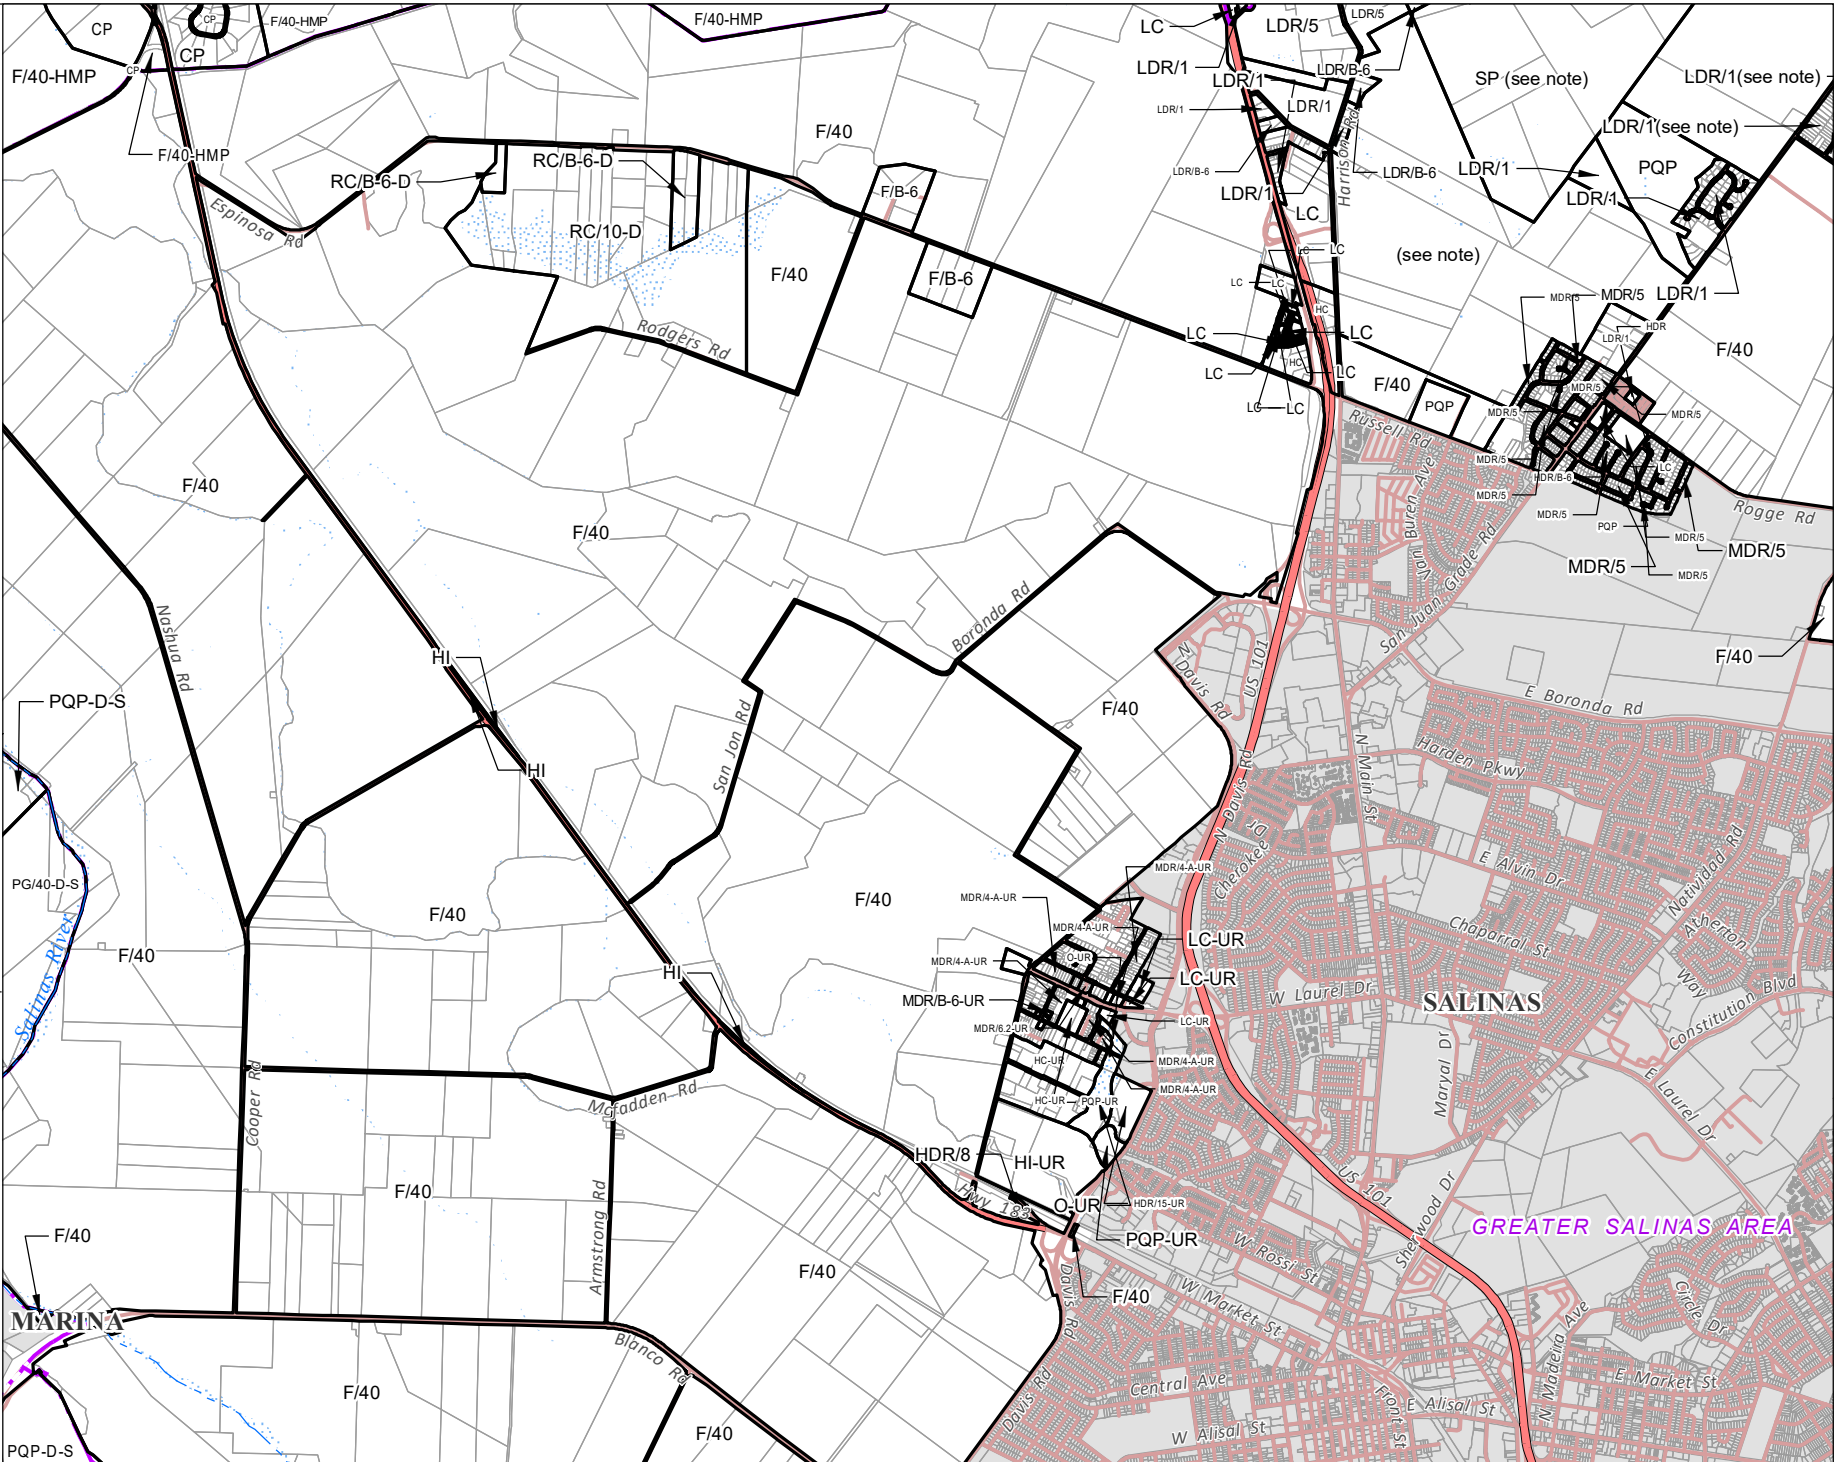 CP
CP
F/40-HMP
F/40-HMP
CP
F/40-HMP
CP
F/40-HMP
LC
LDR/5
LDR/5
LDR/1
LDR/1
LDR/B-6
LDR/1
LDR/1
SP (see note)
LDR/1(see note)
LDR/1(see note)
F/40
RC/B-6-D
RC/B-6-D
F/B-6
LDR/B-6
LDR/1
LDR/B-6
LDR/1
PQP
LDR/1
Harrison Rd
Espinosa Rd
RC/10-D
LC
LC
LC
(see note)
F/40
F/B-6
LC
LC
LDR/1
MDR/5
MDR/5
HC
HDR
LDR/1
Rodgers Rd
LC
LC
F/40
HC
LC
LC
F/40
MDR/5
LC
LC
PQP
MDR/5
MDR/5
Russell Rd
MDR/5
LC
HDR/B-6
F/40
MDR/5
Van Buren Ave
MDR/5
PQP
Rogge Rd
F/40
MDR/5
MDR/5
MDR/5
MDR/5
San Juan Grade Rd
Nashua Rd
Boronda Rd
HI
N Davis Rd
US 101
F/40
E Boronda Rd
PQP-D-S
San Jon Rd
F/40
HI
N Main St
Harden Pkwy
N Davis Rd
Cherokee Dr
PG/40-D-S
MDR/4-A-UR
E Alvin Dr
Natividad Rd
F/40
F/40
MDR/4-A-UR
MDR/4-A-UR
LC-UR
Chaparral St
Atherton Way
Salinas River
F/40
O-UR
MDR/4-A-UR
HI
LC-UR
MDR/B-6-UR
W Laurel Dr
SALINAS
Constitution Blvd
LC-UR
MDR/6.2-UR
HC-UR
MDR/4-A-UR
Maryal Dr
E Laurel Dr
MDR/4-A-UR
Cooper Rd
Mcfadden Rd
HC-UR
PQP-UR
HDR/8
HI-UR
F/40
Armstrong Rd
Hwy 183
O-UR
HDR/15-UR
US 101
Sherwood Dr
GREATER SALINAS AREA
F/40
PQP-UR
W Rossi St
F/40
Davis Rd
F/40
W Market St
MARINA
Circle Dr
Blanco Rd
N Madeira Ave
F/40
Davis Rd
Central Ave
Front St
E Market St
E Alisal St
F/40
W Alisal St
PQP-D-S